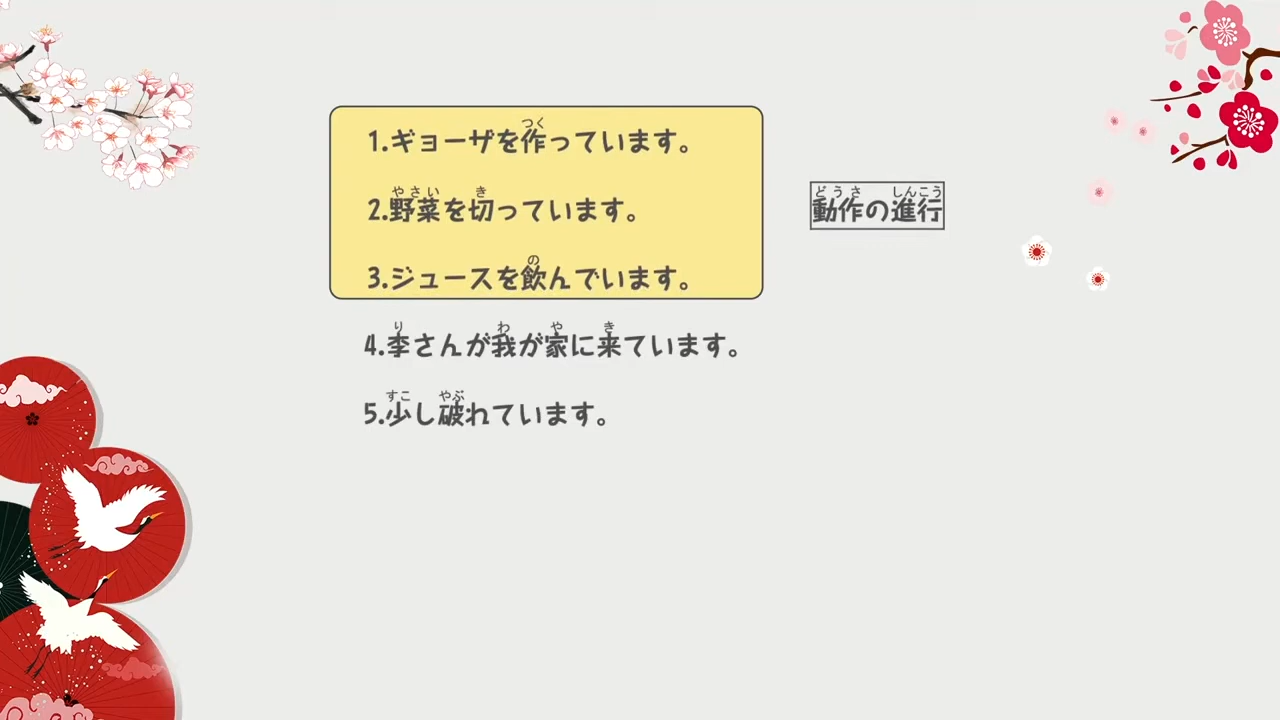 1.ギョーザを作っています。
2.野菜を切っています。
3.ジュースを飲んでいます。
動作の進行
4.李さんが我が家に来ています。
5.少し破れています。